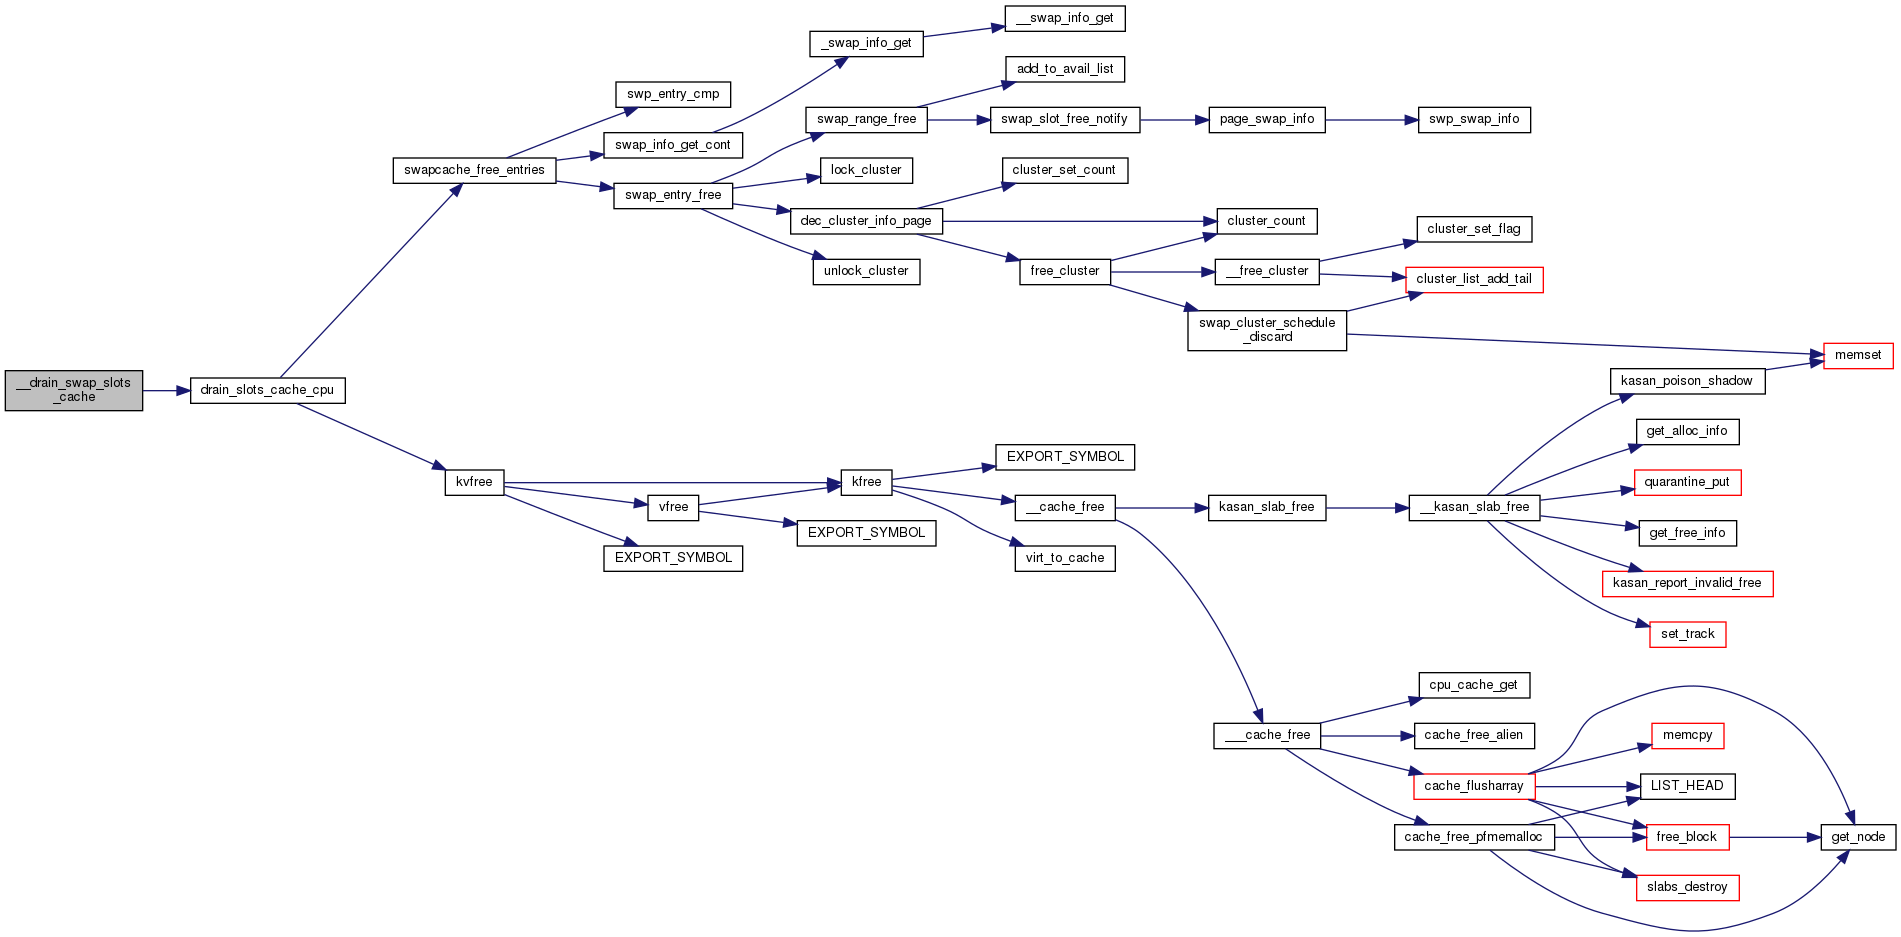 __swap_info_get
_swap_info_get
add_to_avail_list
swp_entry_cmp
swap_range_free
swap_slot_free_notify
page_swap_info
swp_swap_info
swap_info_get_cont
swapcache_free_entries
lock_cluster
cluster_set_count
swap_entry_free
dec_cluster_info_page
cluster_count
cluster_set_flag
unlock_cluster
free_cluster
__free_cluster
cluster_list_add_tail
swap_cluster_schedule
_discard
memset
__drain_swap_slots
_cache
drain_slots_cache_cpu
kasan_poison_shadow
get_alloc_info
EXPORT_SYMBOL
kvfree
kfree
quarantine_put
vfree
__cache_free
kasan_slab_free
__kasan_slab_free
EXPORT_SYMBOL
get_free_info
EXPORT_SYMBOL
virt_to_cache
kasan_report_invalid_free
set_track
cpu_cache_get
___cache_free
cache_free_alien
memcpy
cache_flusharray
LIST_HEAD
cache_free_pfmemalloc
free_block
get_node
slabs_destroy